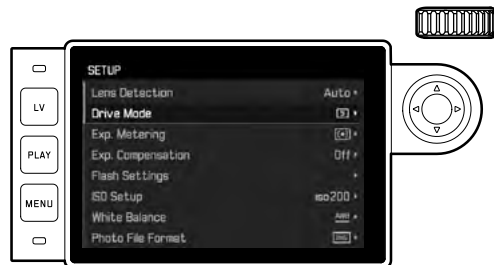 SETUP
Lens Detection Auto
Drive Mode
Exp. Metering
Exp. Compensation Off
Flash Settings
ISO Setup ISO200
White Balance AWB
Photo File Format DNG
LV
PLAY
MENU